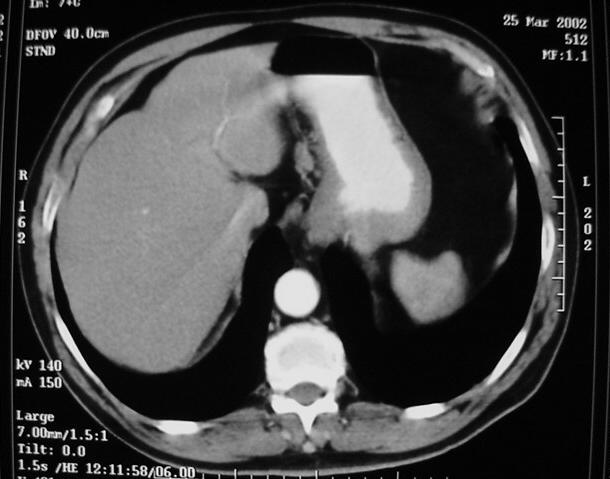 DFOV 40.0cm
STND
25 Mar 2002
512
MF:1.1
R
1
6
2
L
2
0
2
kV 140
mA 150
Large
7.00mm/1.5:1
Tilt: 0.0
1.5s /HE 12:11:58/06.00